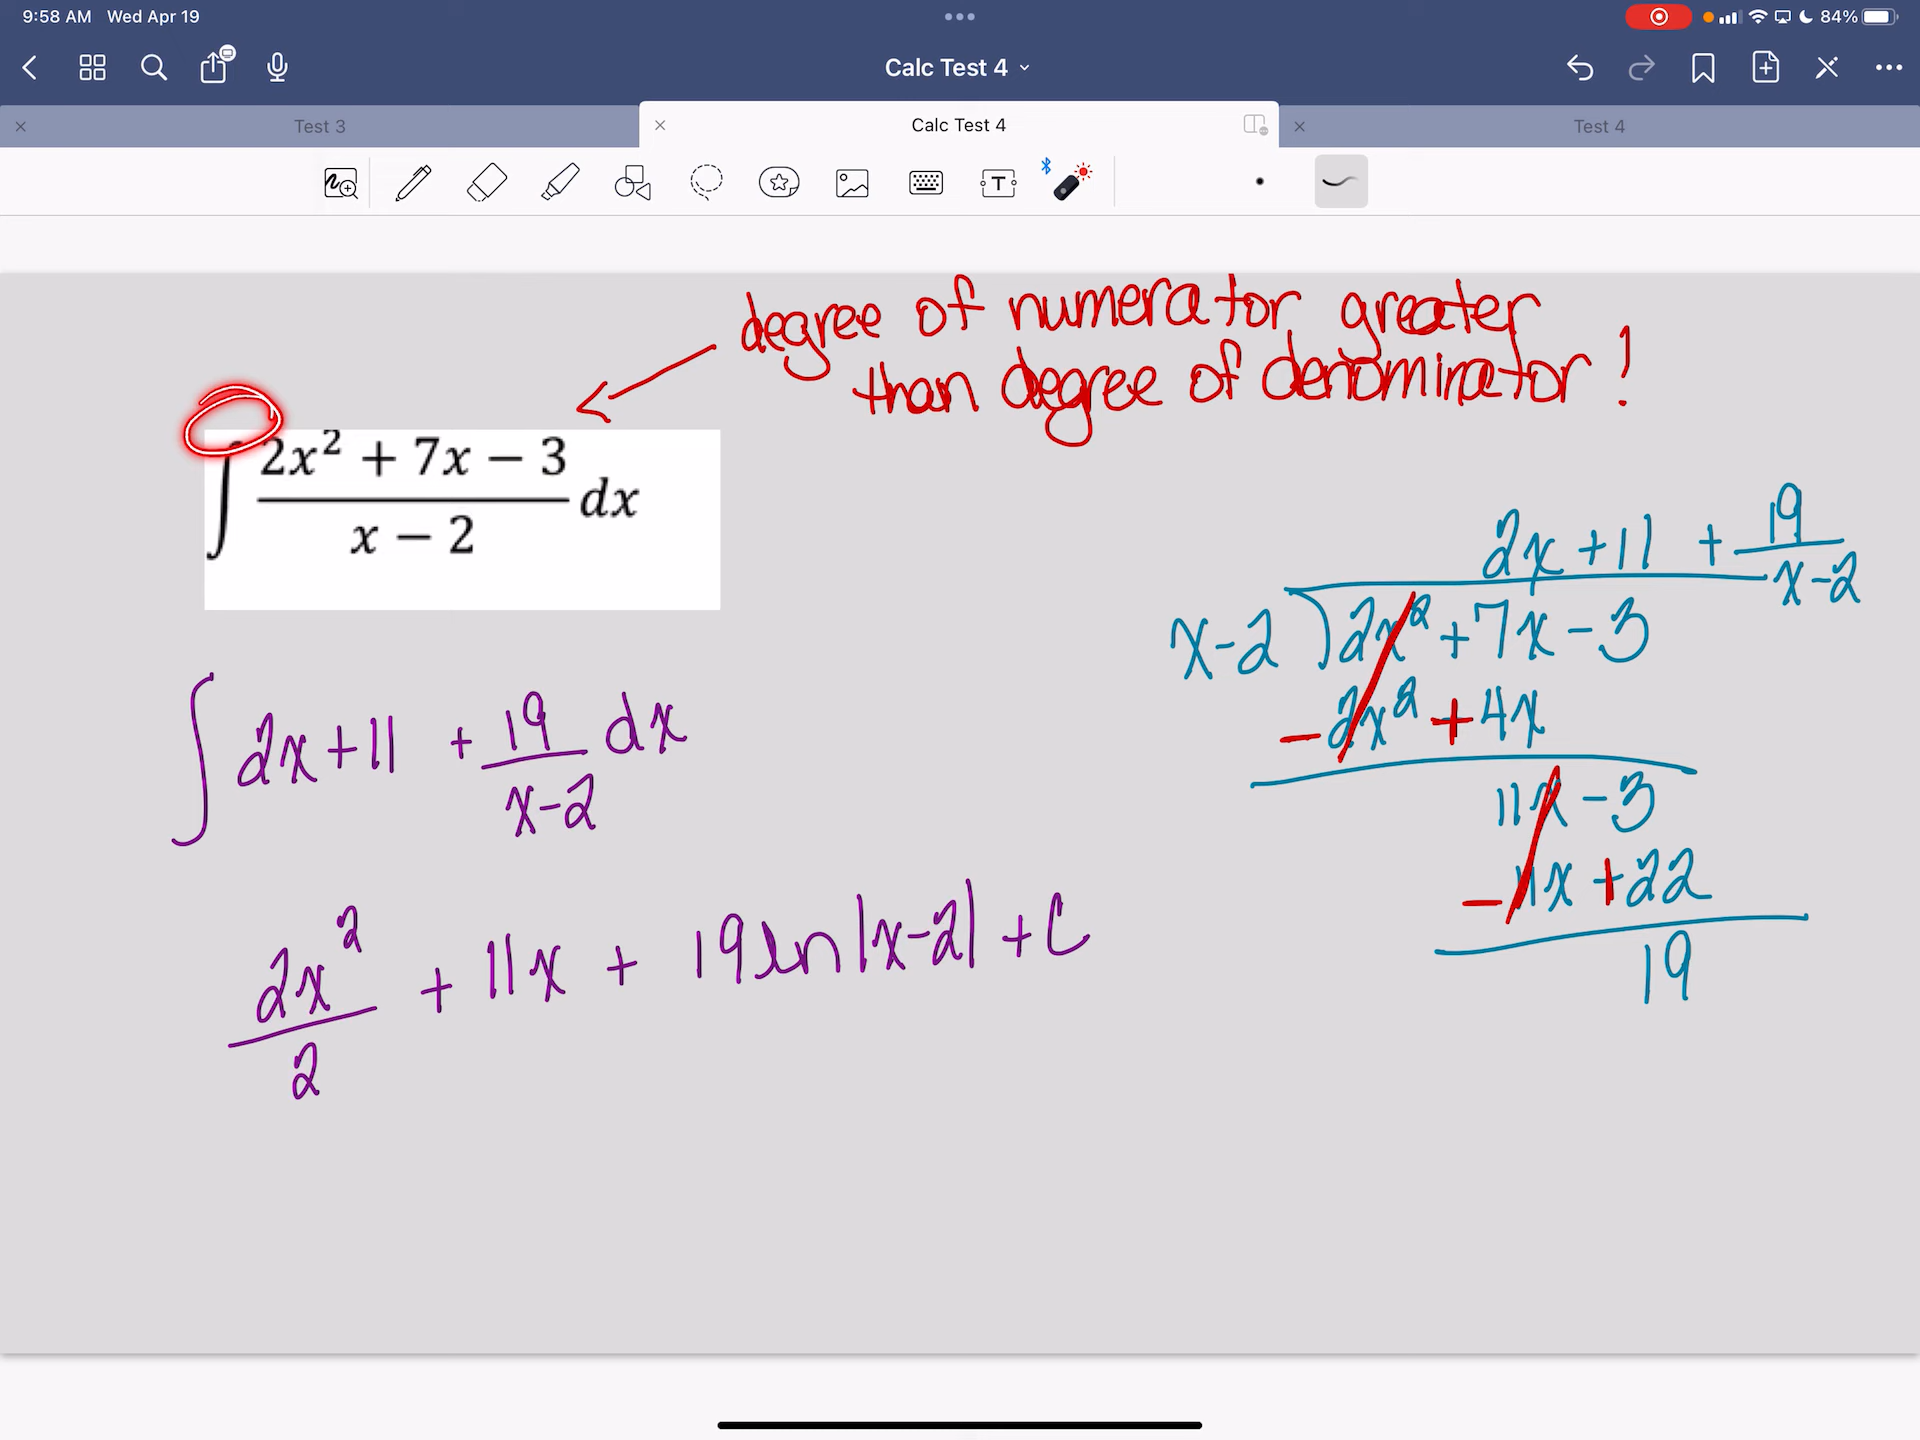 9:58 AM Wed Apr 19
84%
Calc Test 4
Test 3
Calc Test 4
Test 4
T
degree of numerator greater
than degree of denominator!
∫ (2x² + 7x − 3)/(x − 2) dx
2x + 11 + 19/(x-2)
x-2 ) 2x² + 7x - 3
- 2x² + 4x
11x - 3
- 11x + 22
19
∫ 2x + 11 + 19/(x-2) dx
2x²/2 + 11x + 19 ln|x-2| + C